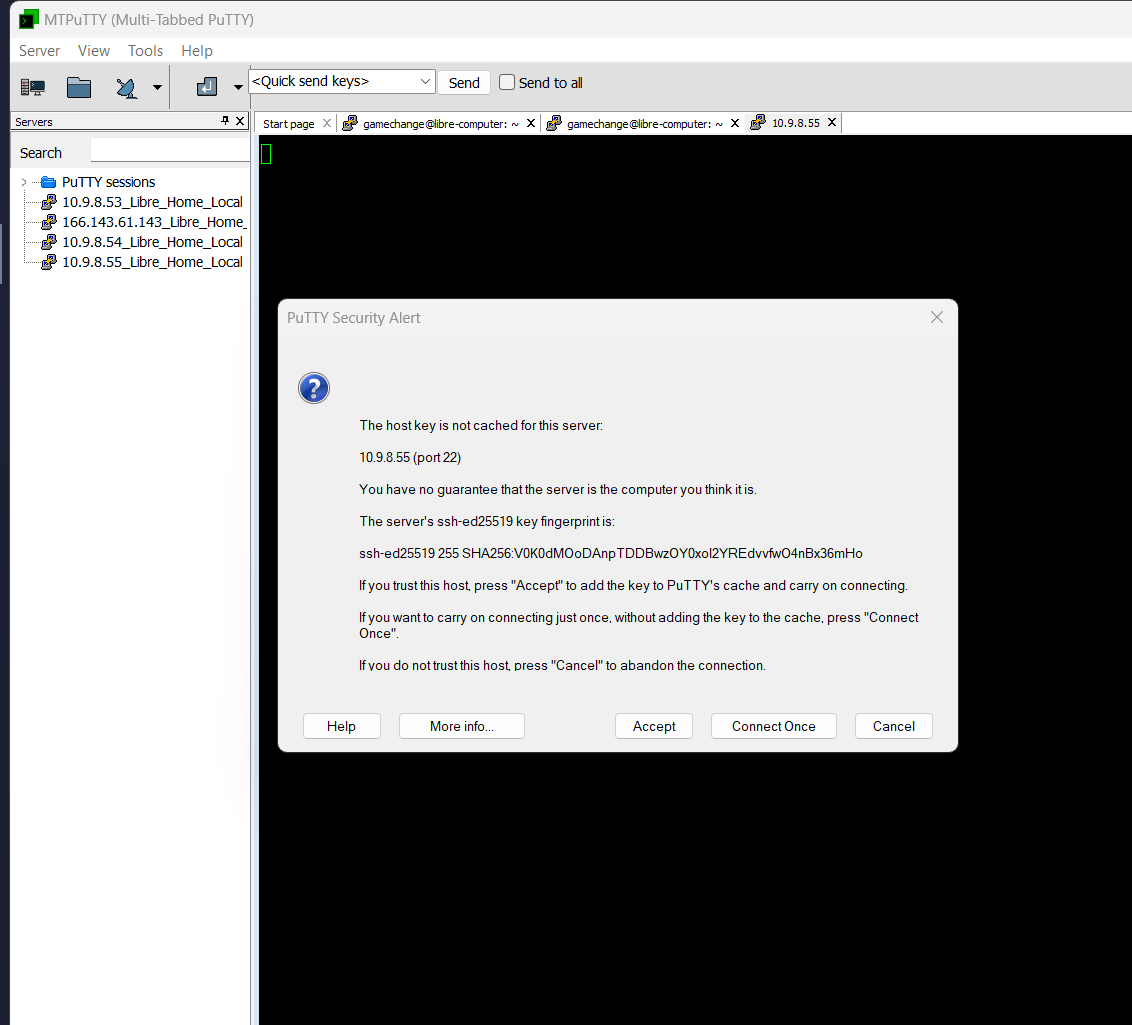 MTPuTTY (Multi-Tabbed PuTTY)
Server View Tools Help
<Quick send keys> Send Send to all
Servers
Start page gamechange@libre-computer: ~ gamechange@libre-computer: ~ 10.9.8.55
Search
PuTTY sessions
10.9.8.53_Libre_Home_Local
166.143.61.143_Libre_Home_
10.9.8.54_Libre_Home_Local
10.9.8.55_Libre_Home_Local
PuTTY Security Alert
The host key is not cached for this server:
10.9.8.55 (port 22)
You have no guarantee that the server is the computer you think it is.
The server's ssh-ed25519 key fingerprint is:
ssh-ed25519 255 SHA256:V0K0dMOoDAnpTDDBwzOY0xol2YREdvvfwO4nBx36mHo
If you trust this host, press "Accept" to add the key to PuTTY's cache and carry on connecting.
If you want to carry on connecting just once, without adding the key to the cache, press "Connect
Once".
If you do not trust this host, press "Cancel" to abandon the connection.
Help More info... Accept Connect Once Cancel